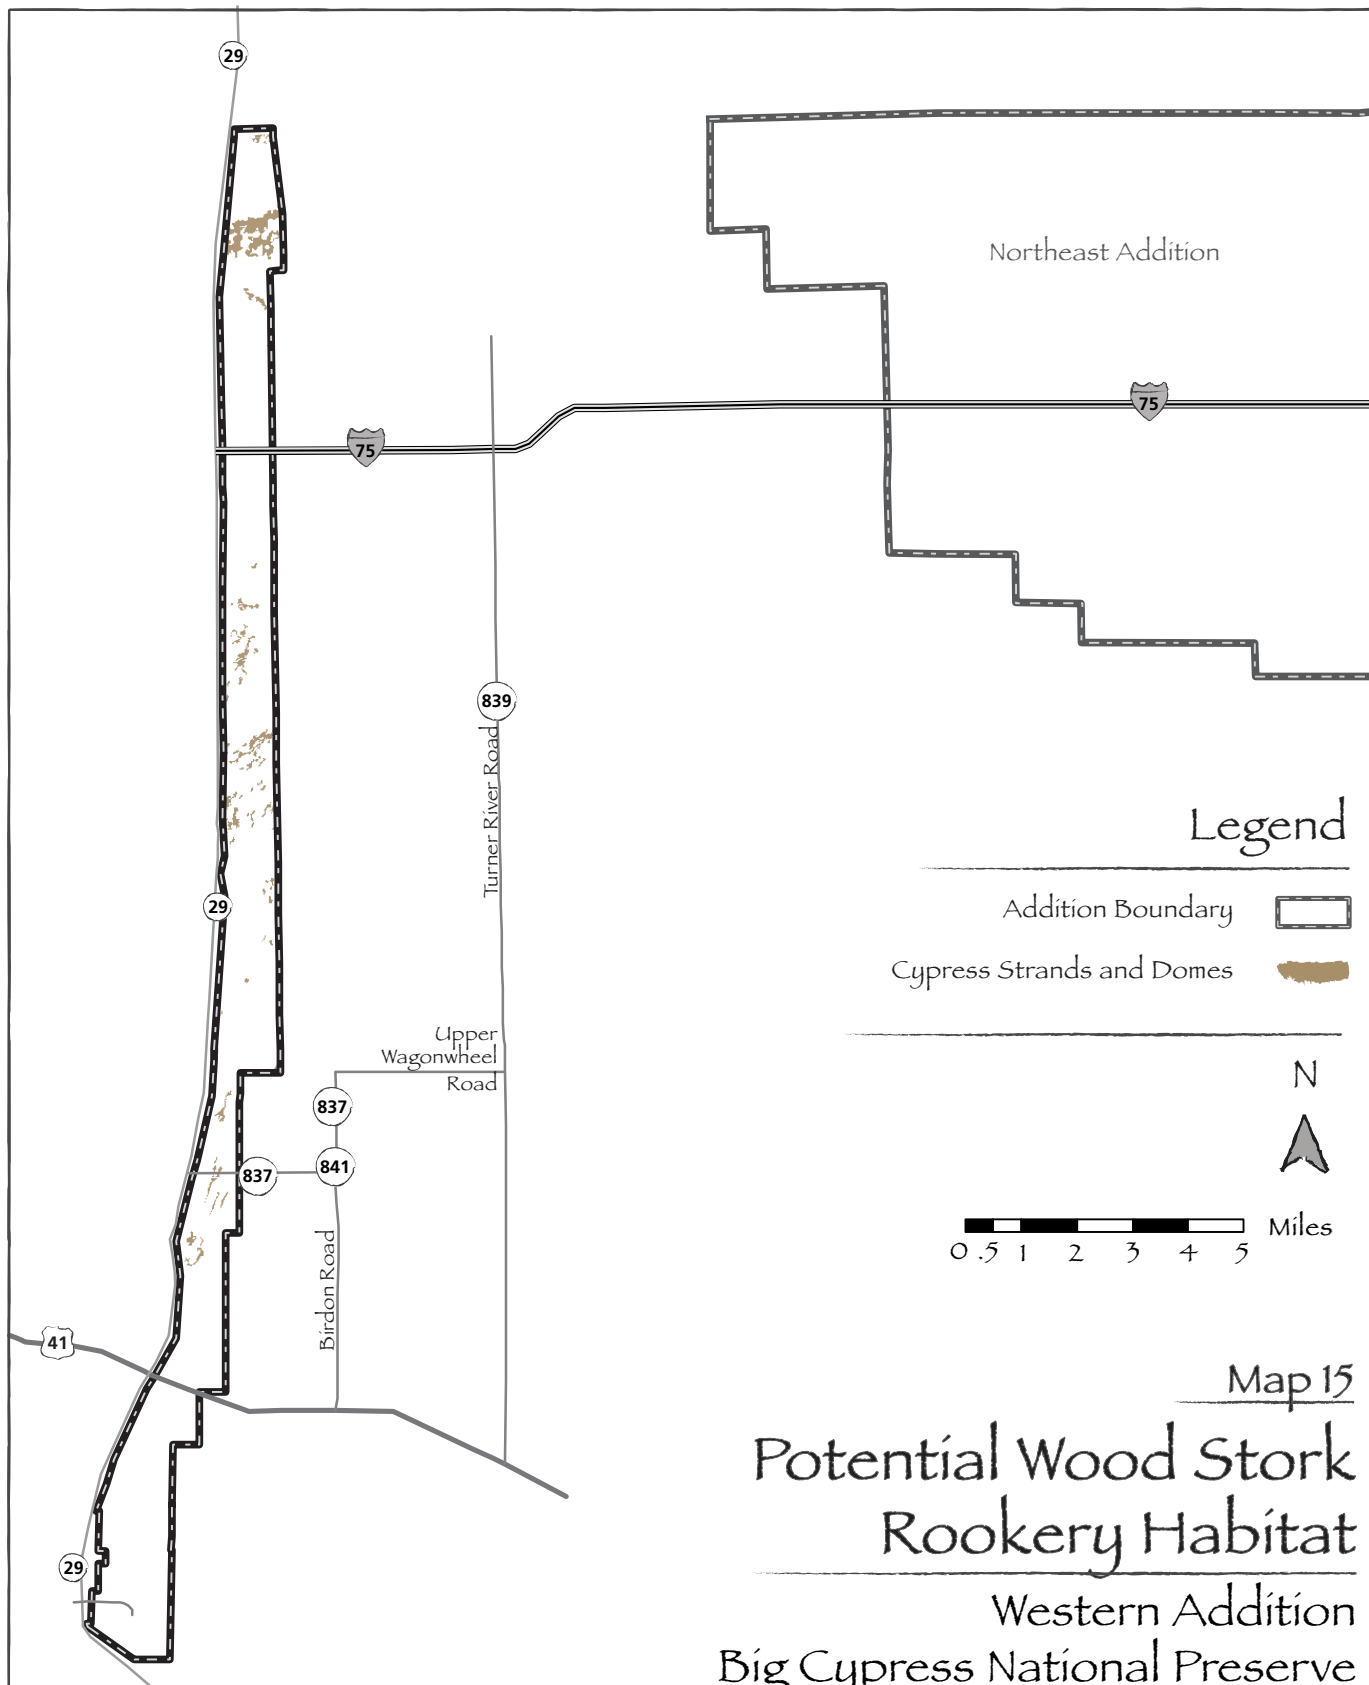 29
Northeast Addition
75
75
839
Turner River Road
Legend
Addition Boundary
29
Cypress Strands and Domes
Upper
Wagonwheel
Road
N
837
841
837
Miles
0 .5 1 2 3 4 5
Birdon Road
41
Map 15
Potential Wood Stork
Rookery Habitat
29
Western Addition
Big Cypress National Preserve